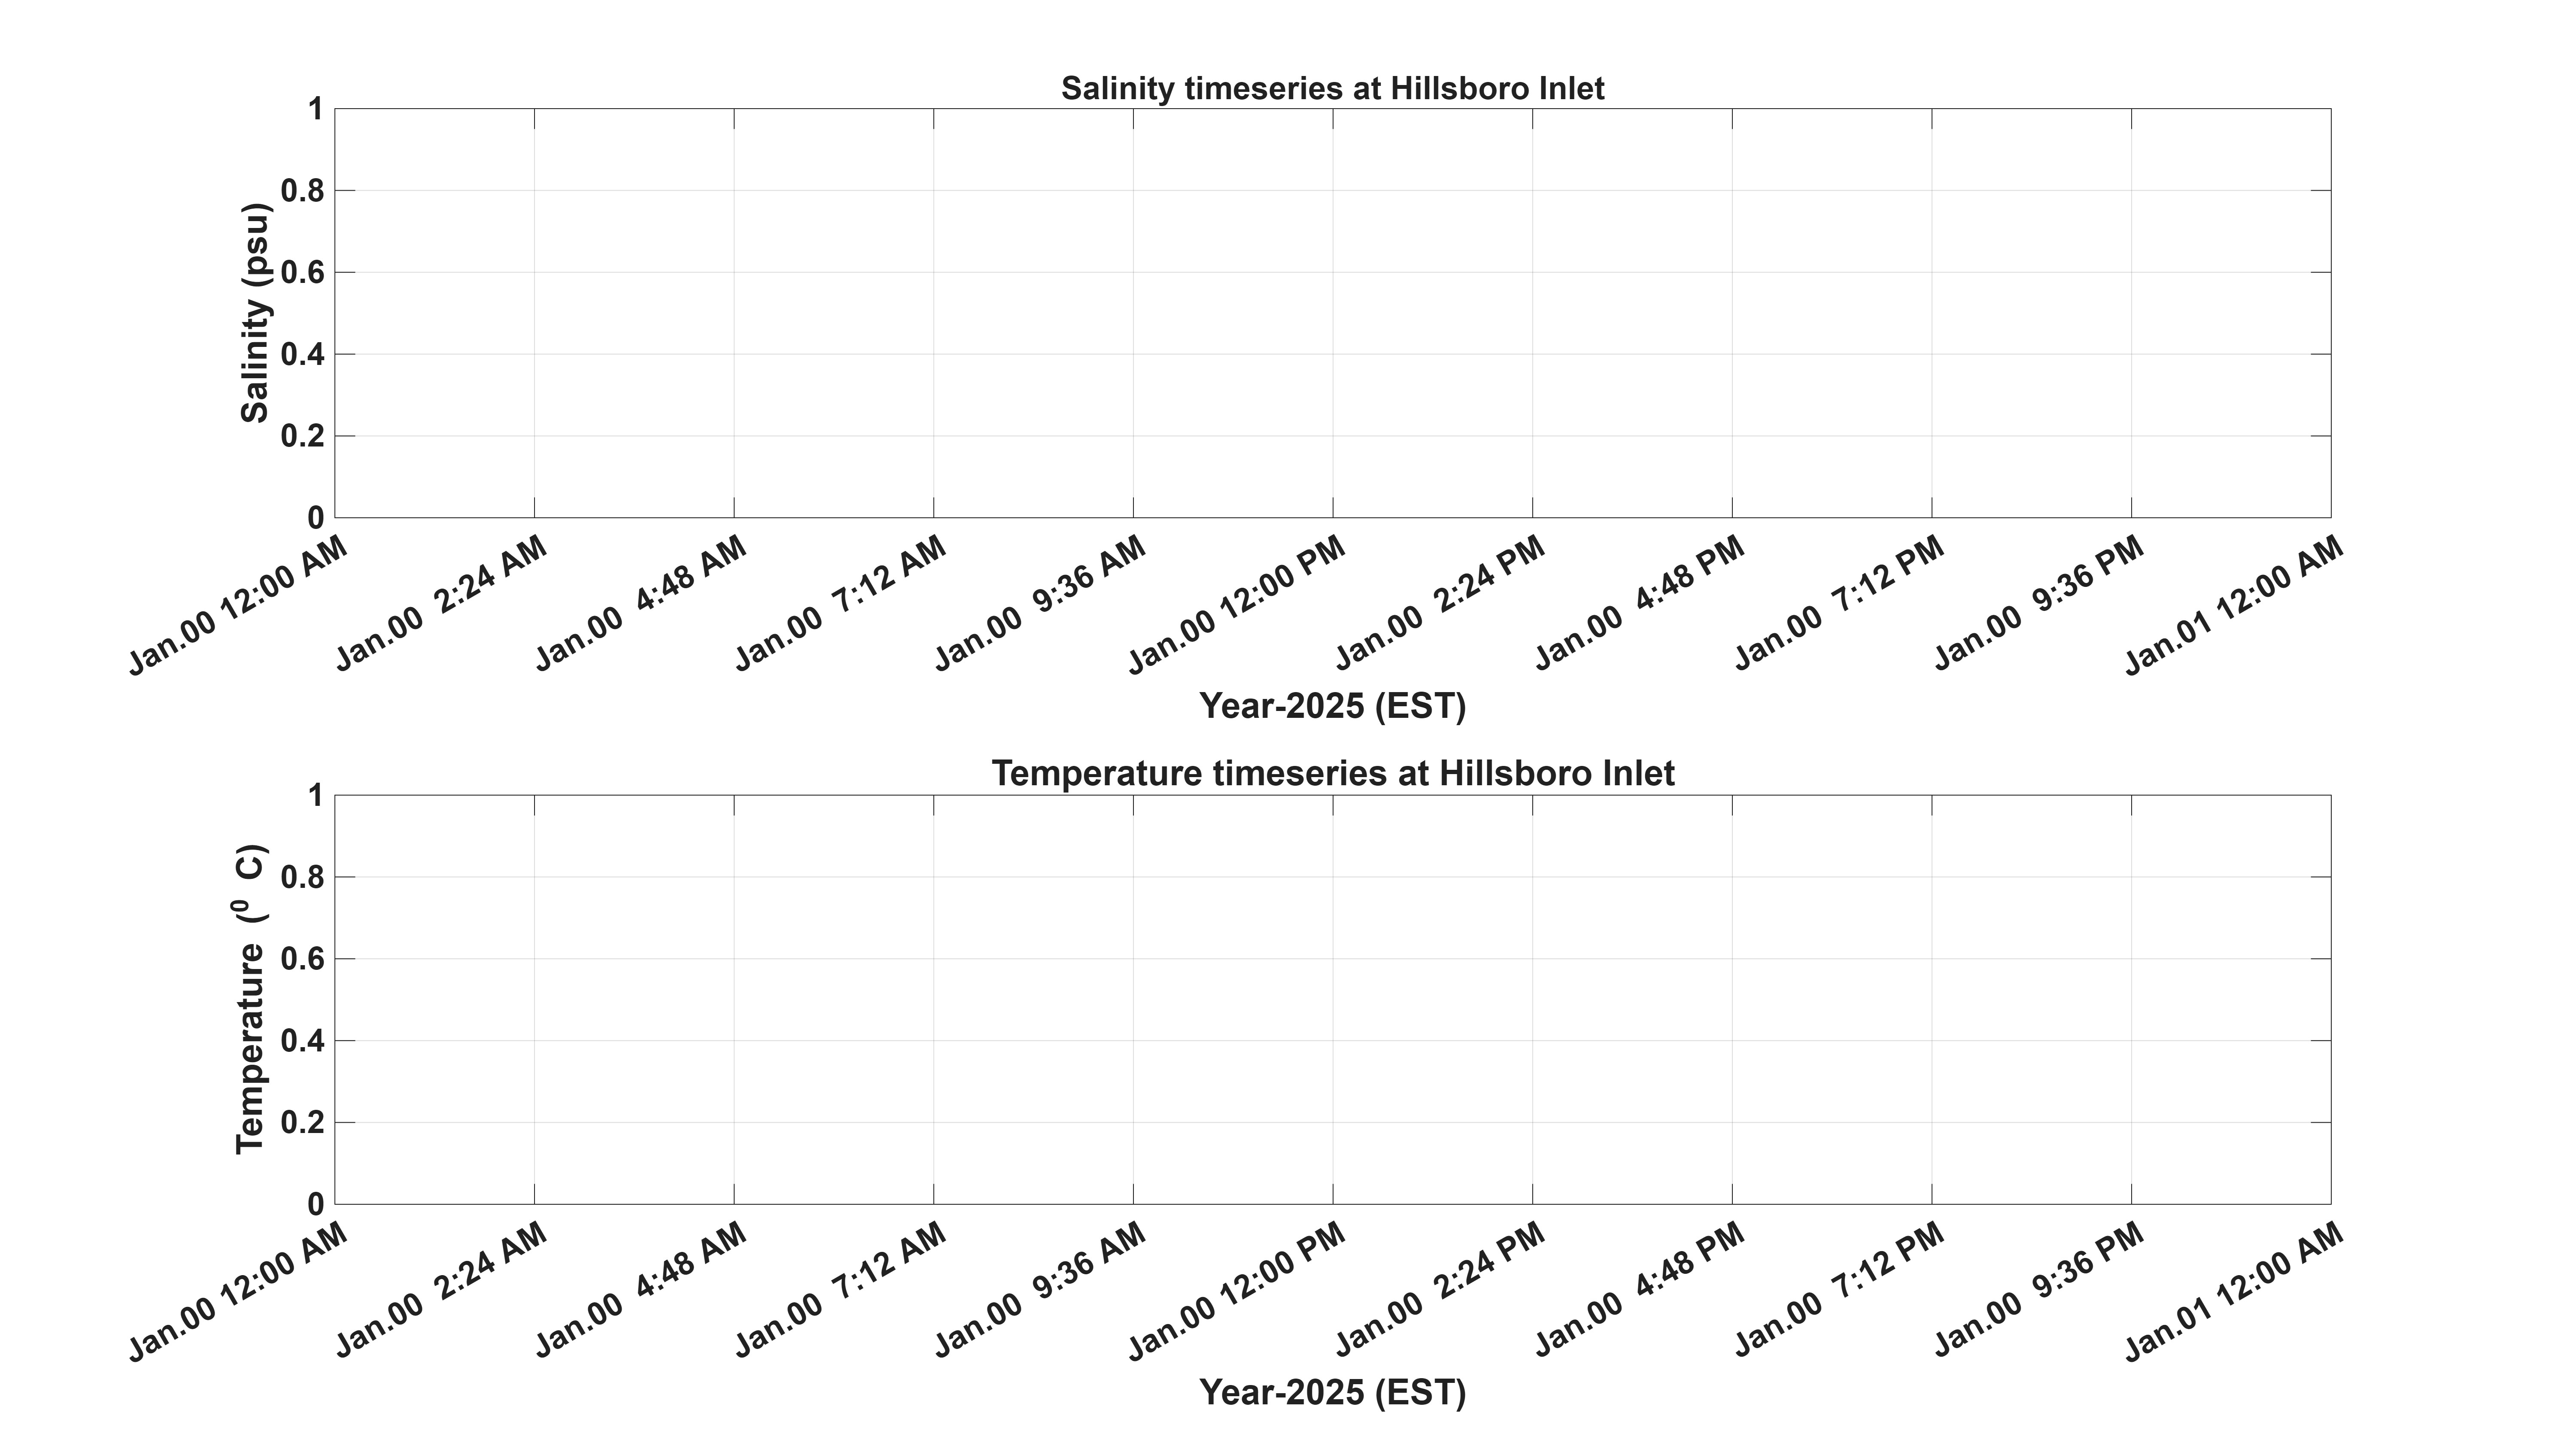 Salinity timeseries at Hillsboro Inlet
1
0.8
0.6
0.4
0.2
0
Salinity (psu)
Jan.00 12:00 AM
Jan.00  2:24 AM
Jan.00  4:48 AM
Jan.00  7:12 AM
Jan.00  9:36 AM
Jan.00 12:00 PM
Jan.00  2:24 PM
Jan.00  4:48 PM
Jan.00  7:12 PM
Jan.00  9:36 PM
Jan.01 12:00 AM
Year-2025 (EST)
Temperature timeseries at Hillsboro Inlet
1
0.8
0.6
0.4
0.2
0
Temperature (⁰ C)
Jan.00 12:00 AM
Jan.00  2:24 AM
Jan.00  4:48 AM
Jan.00  7:12 AM
Jan.00  9:36 AM
Jan.00 12:00 PM
Jan.00  2:24 PM
Jan.00  4:48 PM
Jan.00  7:12 PM
Jan.00  9:36 PM
Jan.01 12:00 AM
Year-2025 (EST)